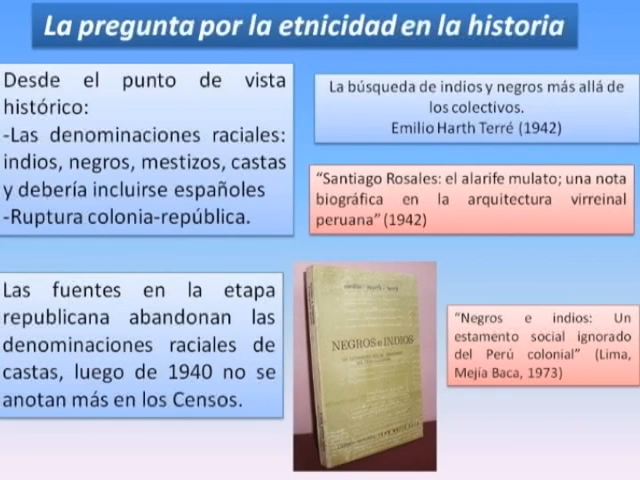 La pregunta por la etnicidad en la historia
Desde el punto de vista
histórico:
-Las denominaciones raciales:
indios, negros, mestizos, castas
y debería incluirse españoles
-Ruptura colonia-república.
La búsqueda de indios y negros más allá de
los colectivos.
Emilio Harth Terré (1942)
“Santiago Rosales: el alarife mulato; una nota
biográfica en la arquitectura virreinal
peruana” (1942)
Las fuentes en la etapa
republicana abandonan las
denominaciones raciales de
castas, luego de 1940 no se
anotan más en los Censos.
NEGROS e INDIOS
“Negros e indios: Un
estamento social ignorado
del Perú colonial” (Lima,
Mejía Baca, 1973)